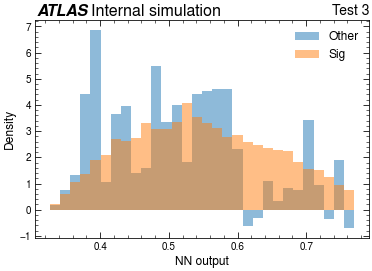 ATLAS Internal simulation
Test 3
Other
Sig
Density
7
6
5
4
3
2
1
0
−1
0.4 0.5 0.6 0.7
NN output